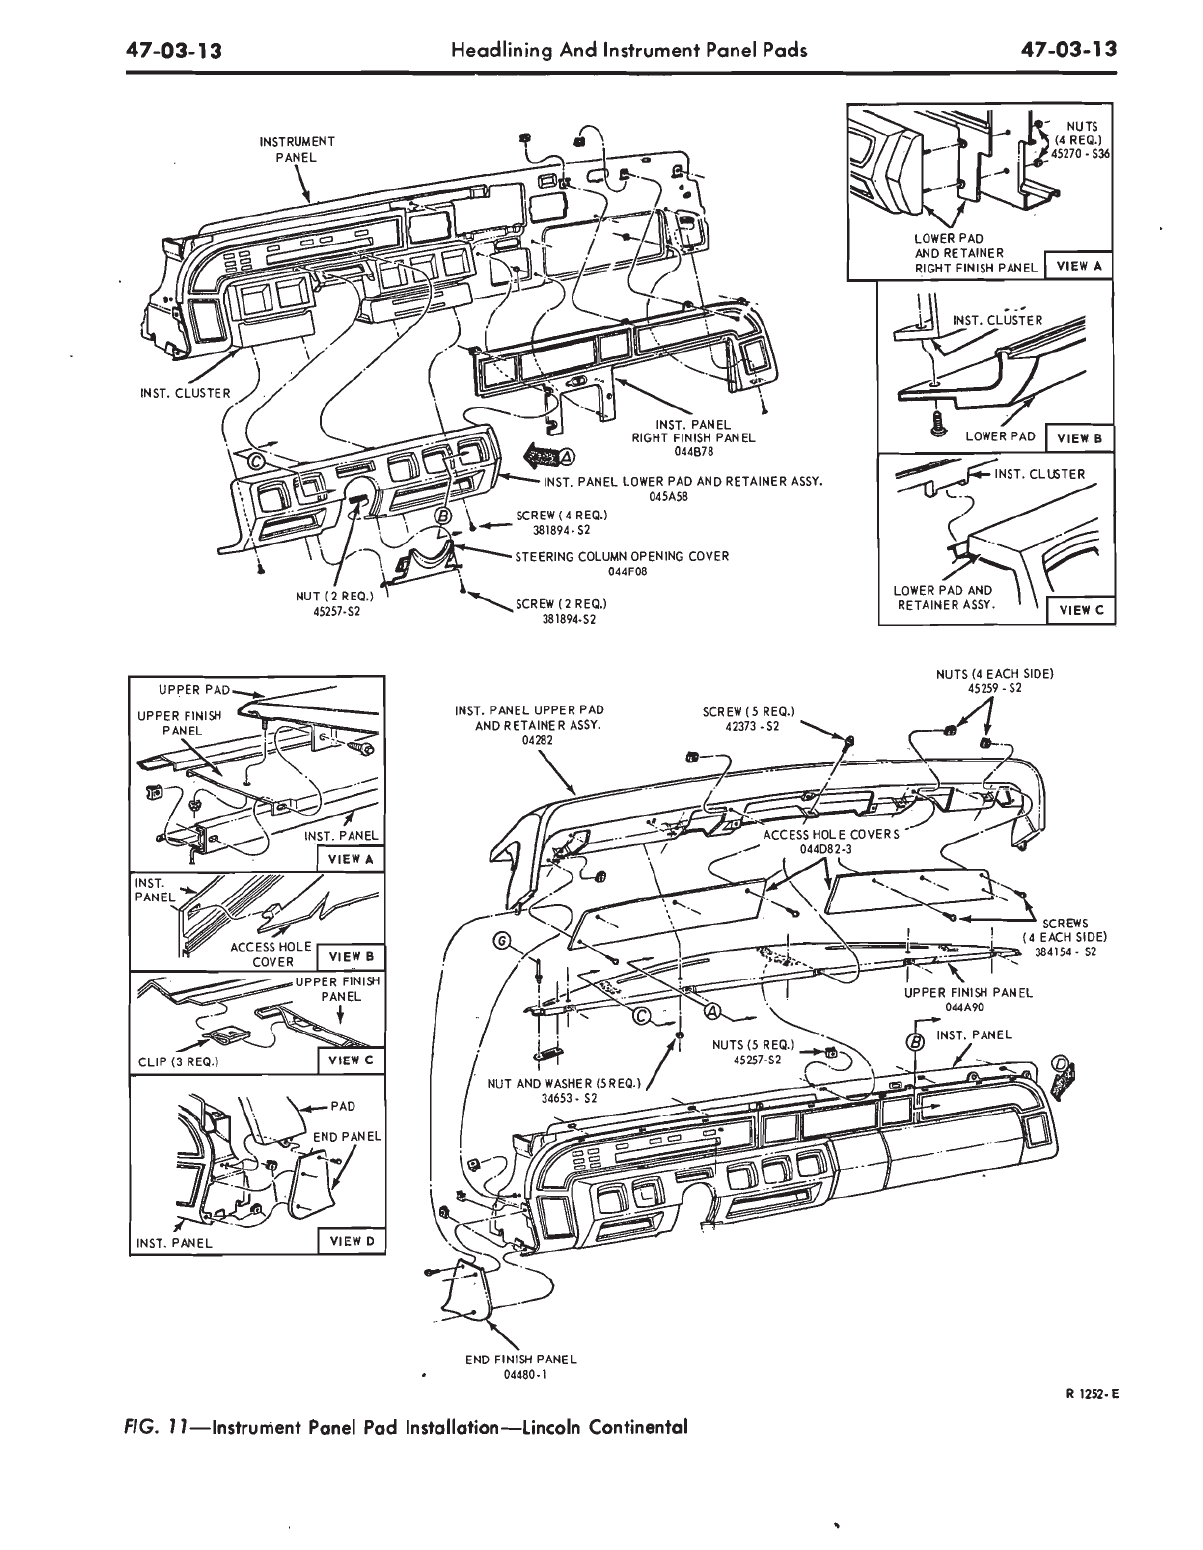 47-03-13
Headlining And Instrument Panel Pads
47-03-13
INSTRUMENT
PANEL
INST. CLUSTER
INST. PANEL
RIGHT FINISH PANEL
044B78
A
INST. PANEL LOWER PAD AND RETAINER ASSY.
045A58
C
B
SCREW (4 REQ.)
381894-S2
STEERING COLUMN OPENING COVER
044F08
NUT (2 REQ.)
45257-S2
SCREW (2 REQ.)
381894-S2
NUTS
(4 REQ.)
45270-S36
LOWER PAD
AND RETAINER
RIGHT FINISH PANEL
VIEW A
INST. CLUSTER
LOWER PAD
VIEW B
INST. CLUSTER
LOWER PAD AND
RETAINER ASSY.
VIEW C
UPPER PAD
UPPER FINISH
PANEL
INST. PANEL
VIEW A
INST.
PANEL
ACCESS HOLE
COVER
VIEW B
UPPER FINISH
PANEL
CLIP (3 REQ.)
VIEW C
PAD
END PANEL
INST. PANEL
VIEW D
INST. PANEL UPPER PAD
AND RETAINER ASSY.
04282
SCREW (5 REQ.)
42373-S2
NUTS (4 EACH SIDE)
45259-S2
ACCESS HOLE COVERS
044D82-3
SCREWS
(4 EACH SIDE)
384154-S2
G
C
A
UPPER FINISH PANEL
044A90
B
INST. PANEL
NUTS (5 REQ.)
45257-S2
D
NUT AND WASHER (5 REQ.)
34653-S2
END FINISH PANEL
04480-1
R 1252-E
FIG. 11—Instrument Panel Pad Installation—Lincoln Continental